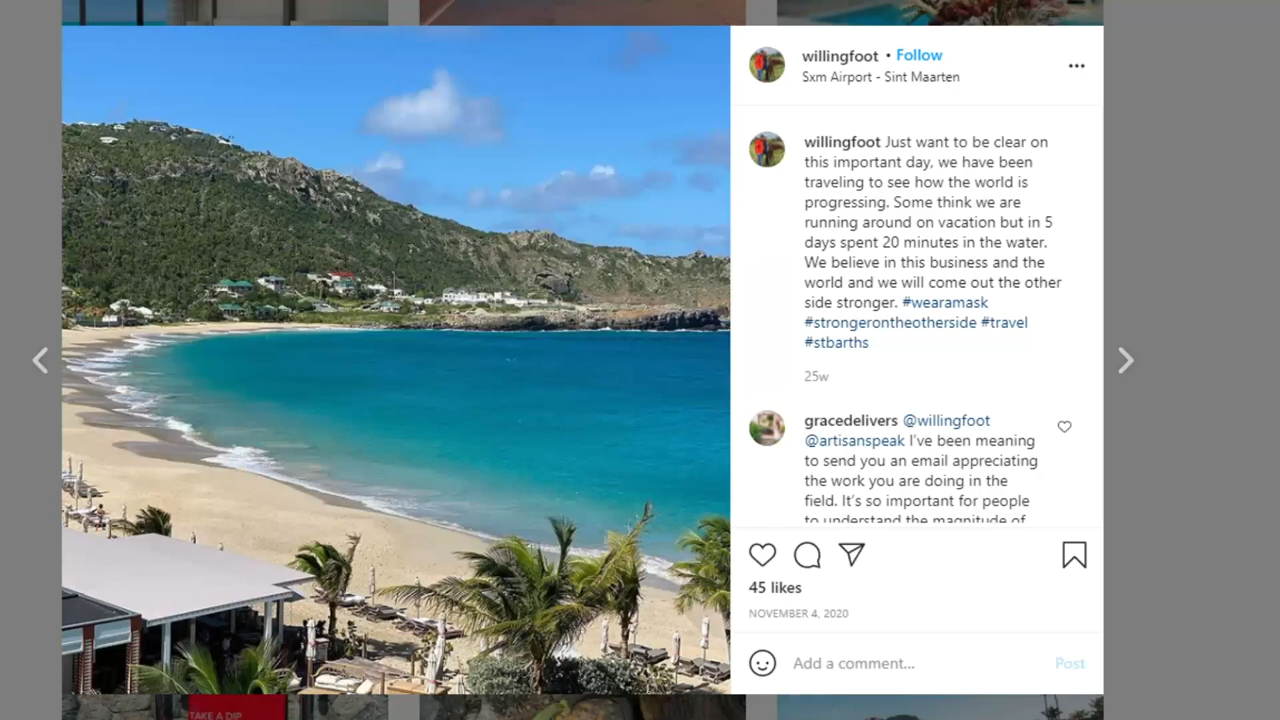 willingfoot • Follow
Sxm Airport - Sint Maarten
willingfoot Just want to be clear on
this important day, we have been
traveling to see how the world is
progressing. Some think we are
running around on vacation but in 5
days spent 20 minutes in the water.
We believe in this business and the
world and we will come out the other
side stronger. #wearamask
#strongerontheotherside #travel
#stbarths
25w
gracedelivers @willingfoot
@artisanspeak I've been meaning
to send you an email appreciating
the work you are doing in the
field. It's so important for people
to understand the magnitude of
45 likes
NOVEMBER 4, 2020
Add a comment... Post
TAKE A DIP